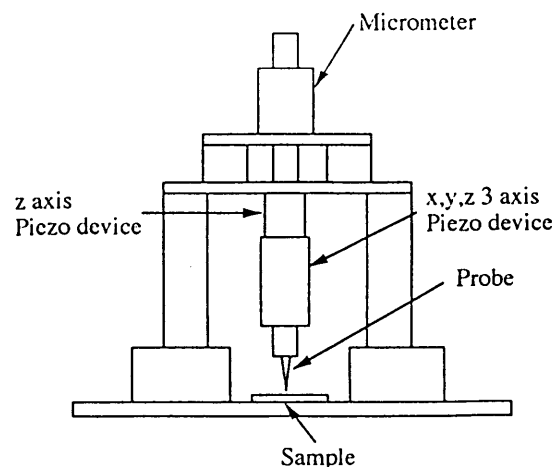 Micrometer
z axis
Piezo device
x,y,z 3 axis
Piezo device
Probe
Sample